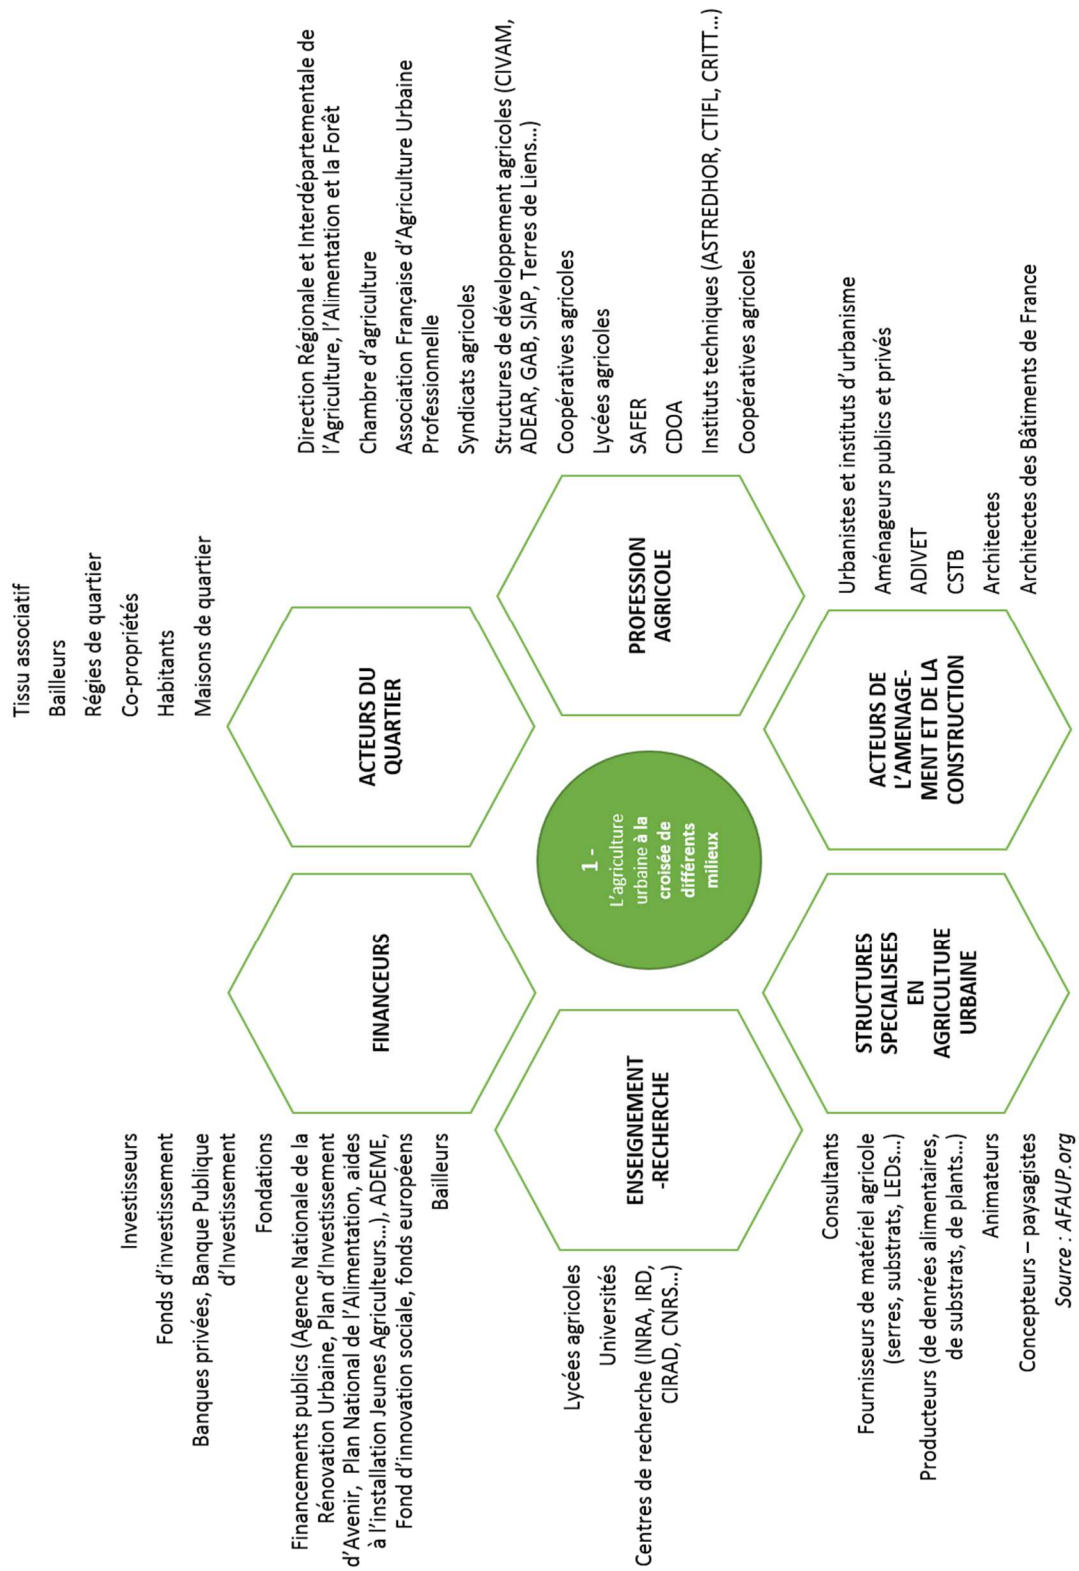 Investisseurs
Fonds d'investissement
Banques privées, Banque Publique
d'Investissement
Fondations
Financements publics (Agence Nationale de la
Rénovation Urbaine, Plan d'Investissement
d'Avenir, Plan National de l'Alimentation, aides
à l'installation Jeunes Agriculteurs...), ADEME,
Fond d'innovation sociale, fonds européens
Bailleurs
FINANCEURS
Tissu associatif
Bailleurs
Régies de quartier
Co-propriétés
Habitants
Maisons de quartier
ACTEURS DU
QUARTIER
Direction Régionale et Interdépartementale de
l'Agriculture, l'Alimentation et la Forêt
Chambre d'agriculture
Association Française d'Agriculture Urbaine
Professionnelle
Syndicats agricoles
Structures de développement agricoles (CIVAM,
ADEAR, GAB, SIAP, Terres de Liens...)
Coopératives agricoles
Lycées agricoles
SAFER
CDOA
Instituts techniques (ASTREDHOR, CTIFL, CRITT...)
Coopératives agricoles
PROFESSION
AGRICOLE
1 -
L'agriculture
urbaine à la
croisée de
différents
milieux
Lycées agricoles
Universités
Centres de recherche (INRA, IRD,
CIRAD, CNRS...)
ENSEIGNEMENT
-RECHERCHE
Consultants
Fournisseurs de matériel agricole
(serres, substrats, LEDs...)
Producteurs (de denrées alimentaires,
de substrats, de plants...)
Animateurs
Concepteurs – paysagistes
STRUCTURES
SPECIALISEES
EN
AGRICULTURE
URBAINE
ACTEURS DE
L'AMENAGE-
MENT ET DE LA
CONSTRUCTION
Urbanistes et instituts d'urbanisme
Aménageurs publics et privés
ADIVET
CSTB
Architectes
Architectes des Bâtiments de France
Source : AFAUP.org